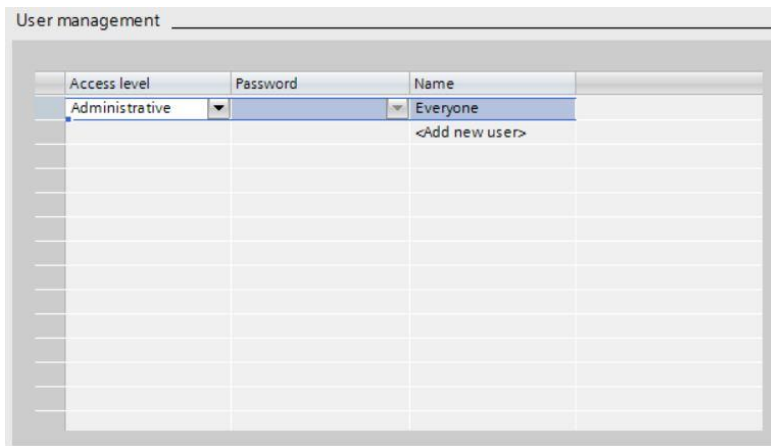 User management
Access level Password Name
Administrative Everyone
<Add new user>